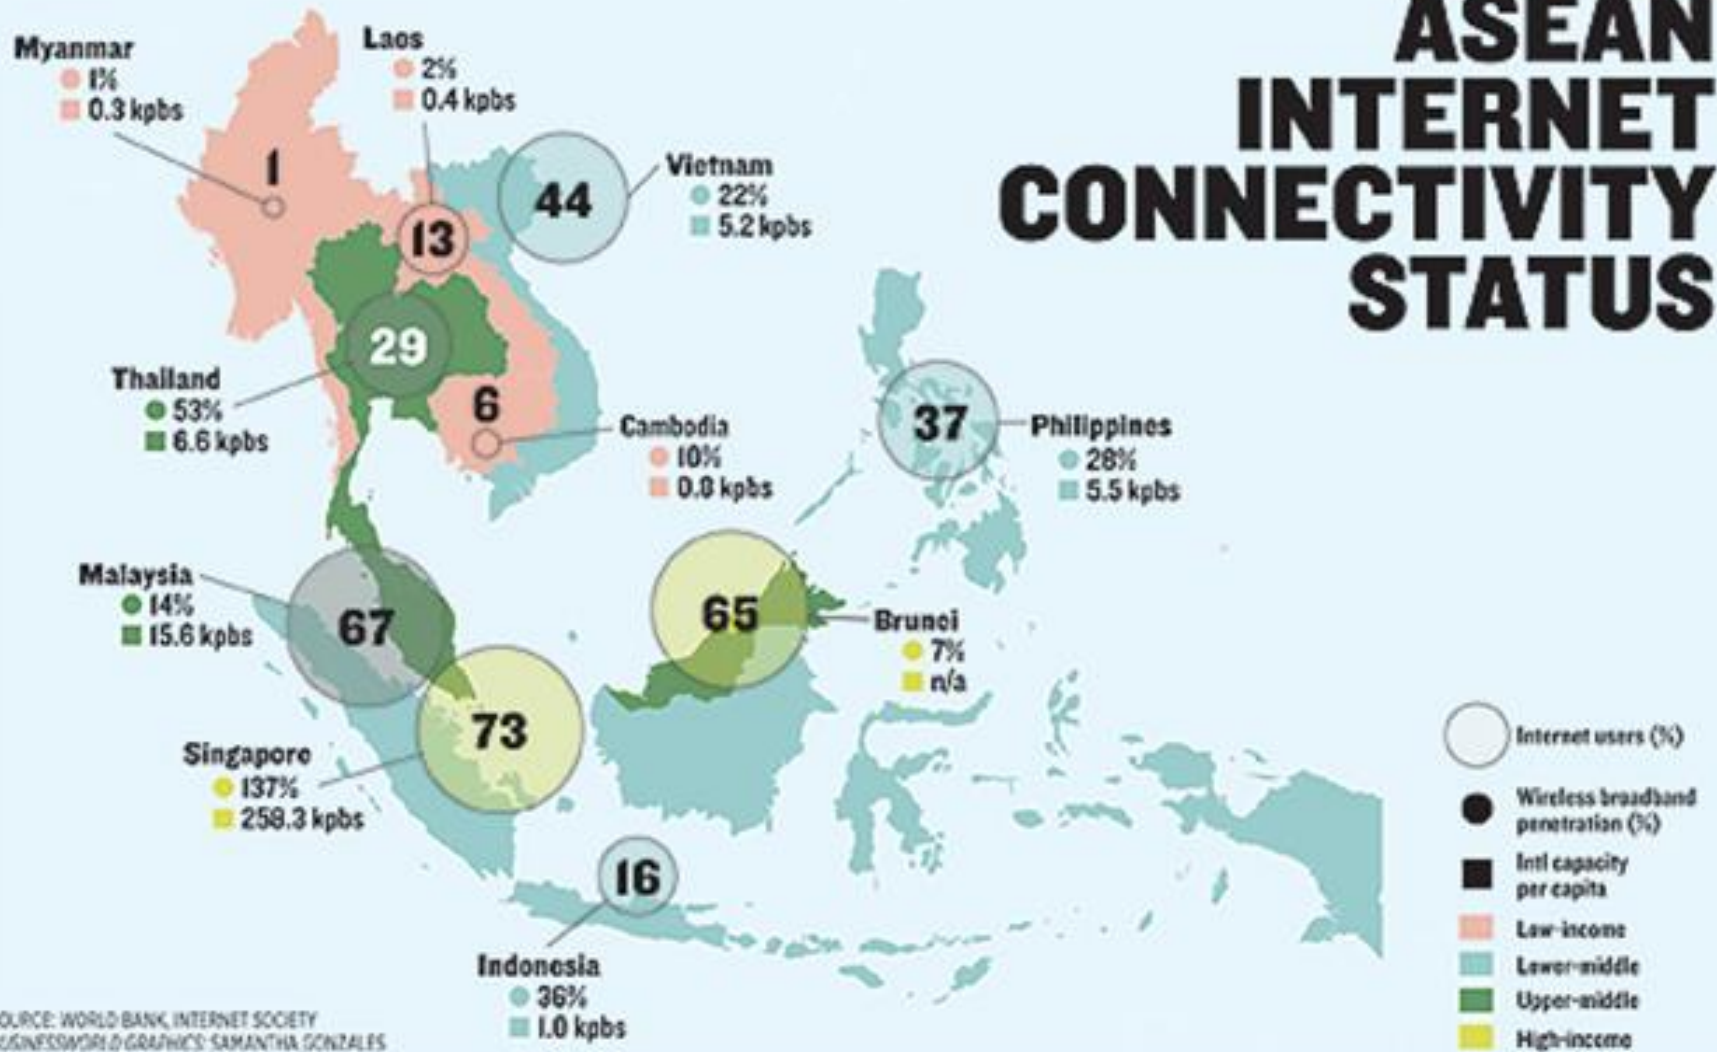 ASEAN
INTERNET
CONNECTIVITY
STATUS
Myanmar
1%
0.3 kpbs
1
Laos
2%
0.4 kpbs
13
Vietnam
22%
5.2 kpbs
44
Thailand
53%
6.6 kpbs
29
6
Cambodia
10%
0.8 kpbs
37
Philippines
28%
5.5 kpbs
Malaysia
14%
15.6 kpbs
67
65
Brunei
7%
n/a
Singapore
137%
258.3 kpbs
73
16
Indonesia
36%
1.0 kpbs
Internet users (%)
Wireless broadband
penetration (%)
Intl capacity
per capita
Low-income
Lower-middle
Upper-middle
High-income
OURCE: WORLD BANK, INTERNET SOCIETY
USINESSWORLD GRAPHICS: SAMANTHA GONZALES